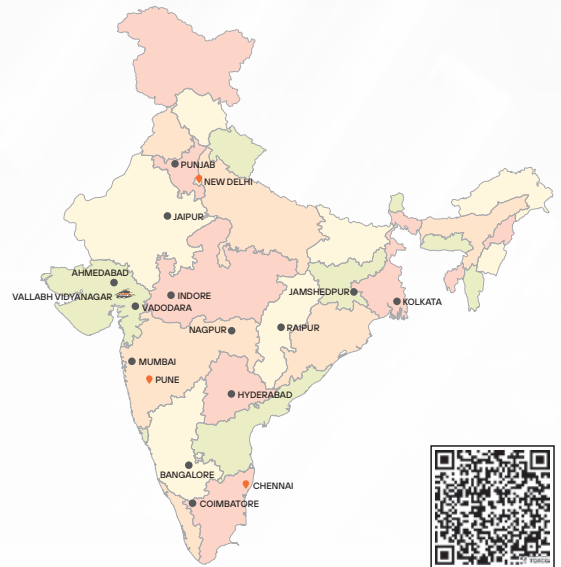 PUNJAB
NEW DELHI
JAIPUR
AHMEDABAD
VALLABH VIDYANAGAR
INDORE
VADODARA
JAMSHEDPUR
KOLKATA
NAGPUR
RAIPUR
MUMBAI
PUNE
HYDERABAD
BANGALORE
CHENNAI
COIMBATORE